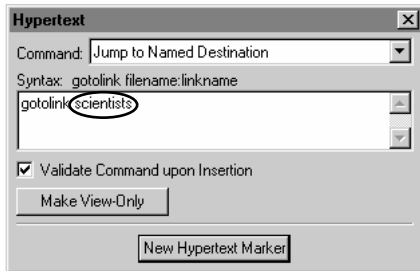 Hypertext
Command: Jump to Named Destination
Syntax: gotolink filename:linkname
gotolink scientists
Validate Command upon Insertion
Make View-Only
New Hypertext Marker